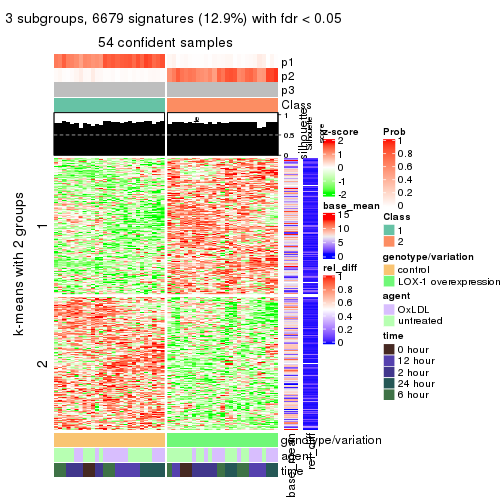 3 subgroups, 6679 signatures (12.9%) with fdr < 0.05
54 confident samples
p1
p2
p3
Class
1
0.5
0
silhouette
k-means with 2 groups
1
2
genotype/variation
agent
time
base_mean
rel_diff
z-score
2
1
0
-1
-2
base_mean
15
10
5
0
rel_diff
1
0.8
0.6
0.4
0.2
0
Prob
1
0.8
0.6
0.4
0.2
0
Class
1
2
genotype/variation
control
LOX-1 overexpression
agent
OxLDL
untreated
time
0 hour
12 hour
2 hour
24 hour
6 hour